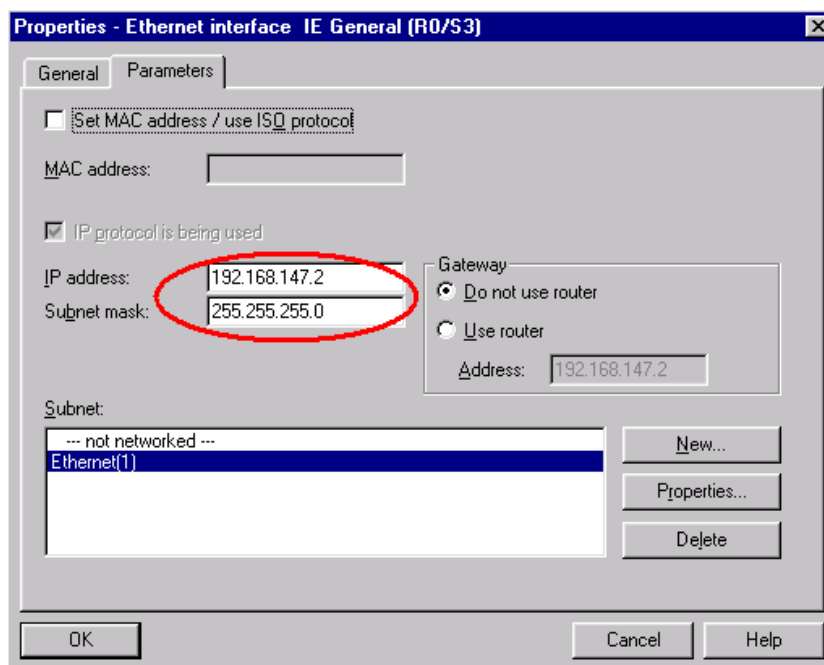 Properties - Ethernet interface IE General (R0/S3)
General
Parameters
Set MAC address / use ISO protocol
MAC address:
IP protocol is being used
IP address:
192.168.147.2
Subnet mask:
255.255.255.0
Gateway
Do not use router
Use router
Address:
192.168.147.2
Subnet:
--- not networked ---
Ethernet(1)
New...
Properties...
Delete
OK
Cancel
Help